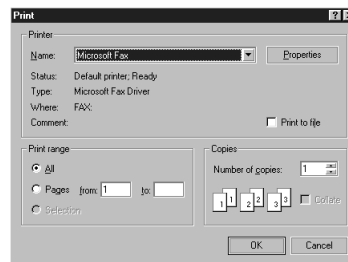 Print
Printer
Name: Microsoft Fax Properties
Status: Default printer; Ready
Type: Microsoft Fax Driver
Where: FAX:
Comment: Print to file
Print range
All
Pages from: 1 to:
Selection
Copies
Number of copies: 1
1 1 2 2 3 3 Collate
OK Cancel